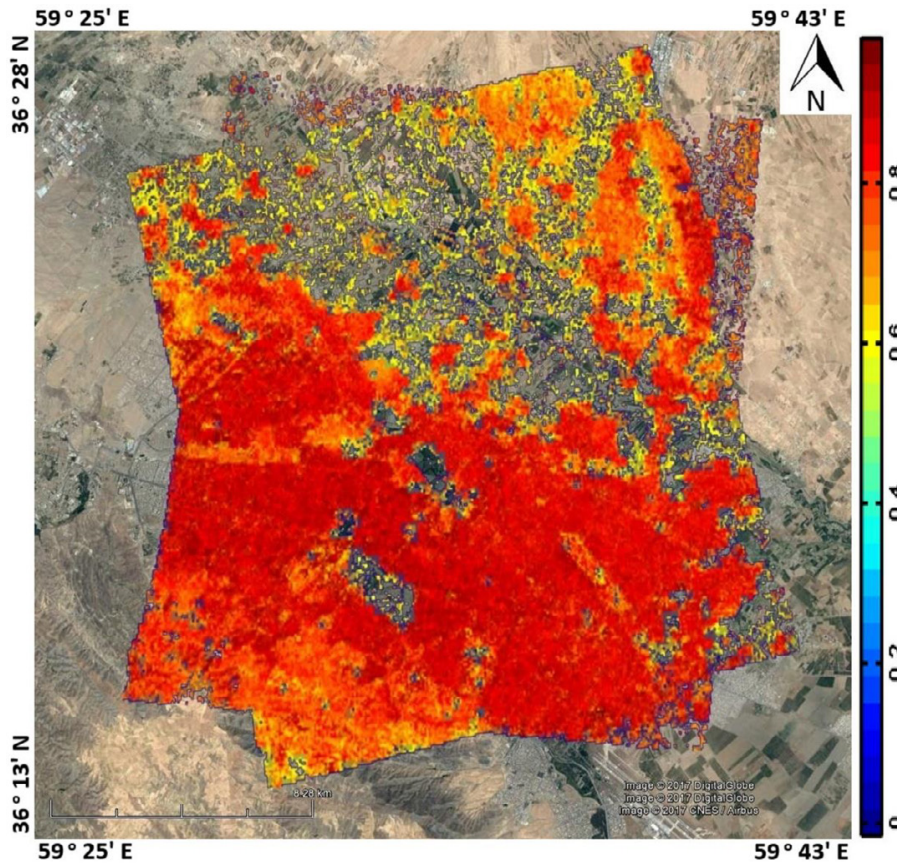 59° 25' E
59° 43' E
36° 28' N
N
0.8
0.6
0.4
0.2
0
36° 13' N
8.28 km
Image © 2017 DigitalGlobe
Image © 2017 DigitalGlobe
Image © 2017 CNES / Airbus
59° 25' E
59° 43' E